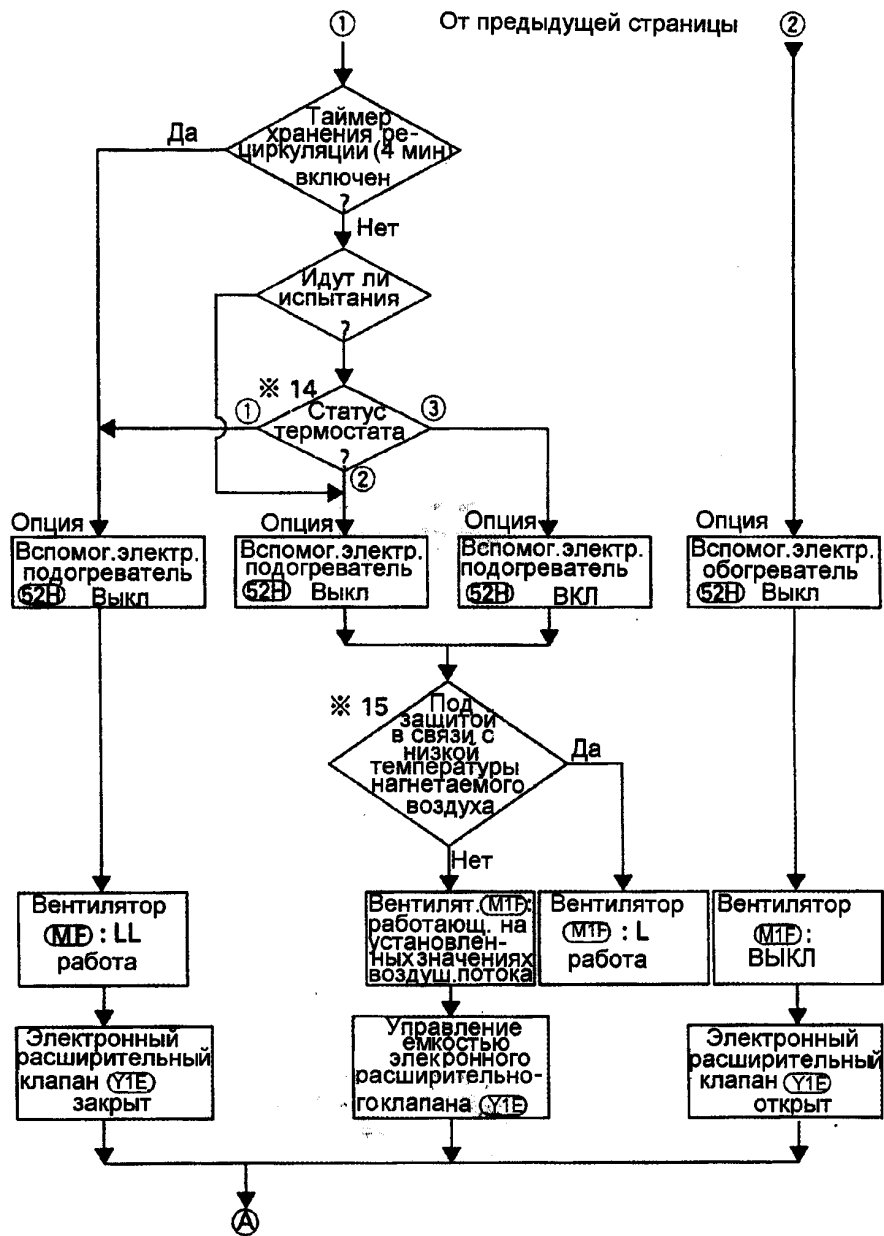 ① От предыдущей страницы ②
Таймер
хранения ре-
циркуляции (4 мин)
включен
?
Да
Нет
Идут ли
испытания
?
※ 14
① ③
Статус
термостата
?
②
Опция
Вспомог.электр.
подогреватель
52H Выкл
Опция
Вспомог.электр.
подогреватель
52H Выкл
Опция
Вспомог.электр.
подогреватель
52H ВКЛ
Опция
Вспомог.электр.
обогреватель
52H Выкл
※ 15
Под
защитой
в связи с
низкой
температуры
нагнетаемого
воздуха
Да
Нет
Вентилятор
MF : LL
работа
Вентилят. M1F:
работающ. на
установлен-
ных значениях
воздуш.потока
Вентилятор
M1F : L
работа
Вентилятор
M1F :
ВЫКЛ
Электронный
расширительный
клапан Y1E
закрыт
Управление
емкостью
элекронного
расширительно-
го клапана Y1E
Электронный
расширительный
клапан Y1E
открыт
A